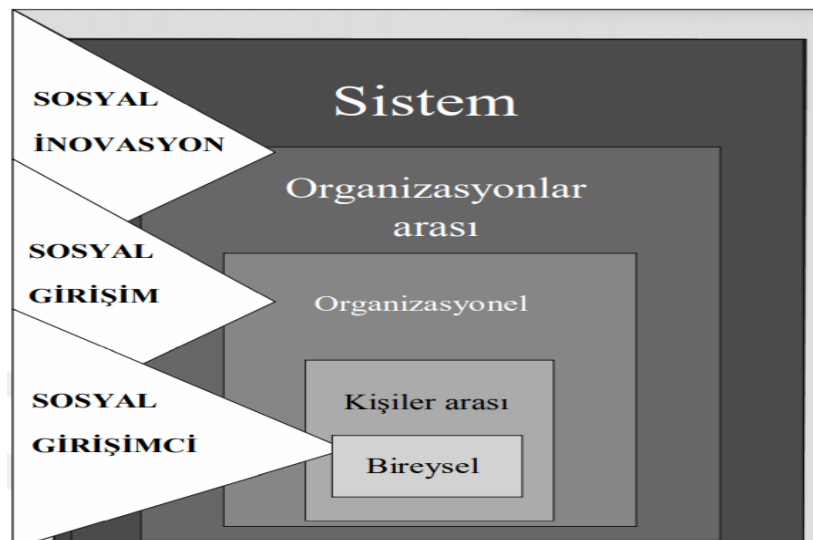 SOSYAL
İNOVASYON
SOSYAL
GİRİŞİM
SOSYAL
GİRİŞİMCİ
Sistem
Organizasyonlar
arası
Organizasyonel
Kişiler arası
Bireysel